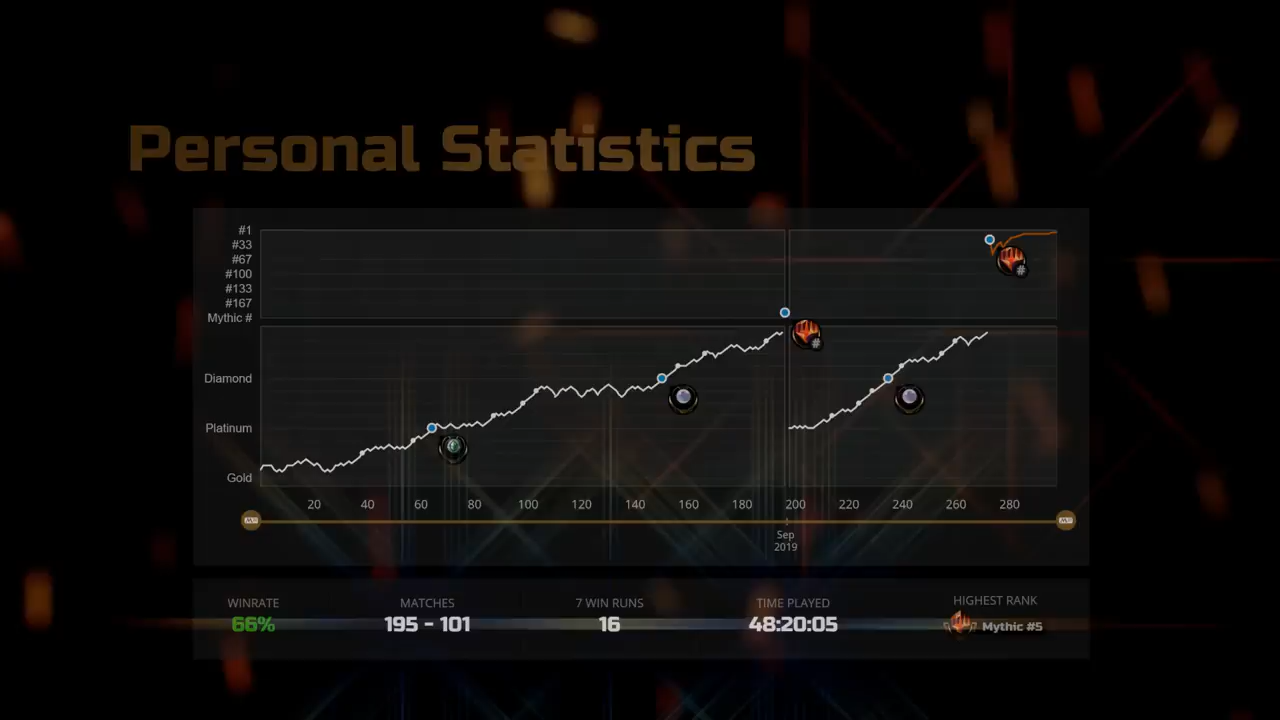 Personal Statistics
#1
#33
#67
#100
#133
#167
Mythic #
Diamond
Platinum
Gold
20 40 60 80 100 120 140 160 180 200 220 240 260 280
Sep
2019
WINRATE MATCHES 7 WIN RUNS TIME PLAYED HIGHEST RANK
66% 195 - 101 16 48:20:05 Mythic #5